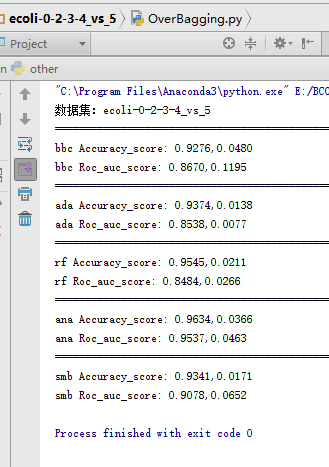 ecoli-0-2-3-4_vs_5 OverBagging.py
Project
other
"C:\Program Files\Anaconda3\python.exe" E:/BCC
数据集：ecoli-0-2-3-4_vs_5
bbc Accuracy_score: 0.9276,0.0480
bbc Roc_auc_score: 0.8670,0.1195
ada Accuracy_score: 0.9374,0.0138
ada Roc_auc_score: 0.8538,0.0077
rf Accuracy_score: 0.9545,0.0211
rf Roc_auc_score: 0.8484,0.0266
ana Accuracy_score: 0.9634,0.0366
ana Roc_auc_score: 0.9537,0.0463
smb Accuracy_score: 0.9341,0.0171
smb Roc_auc_score: 0.9078,0.0652
Process finished with exit code 0